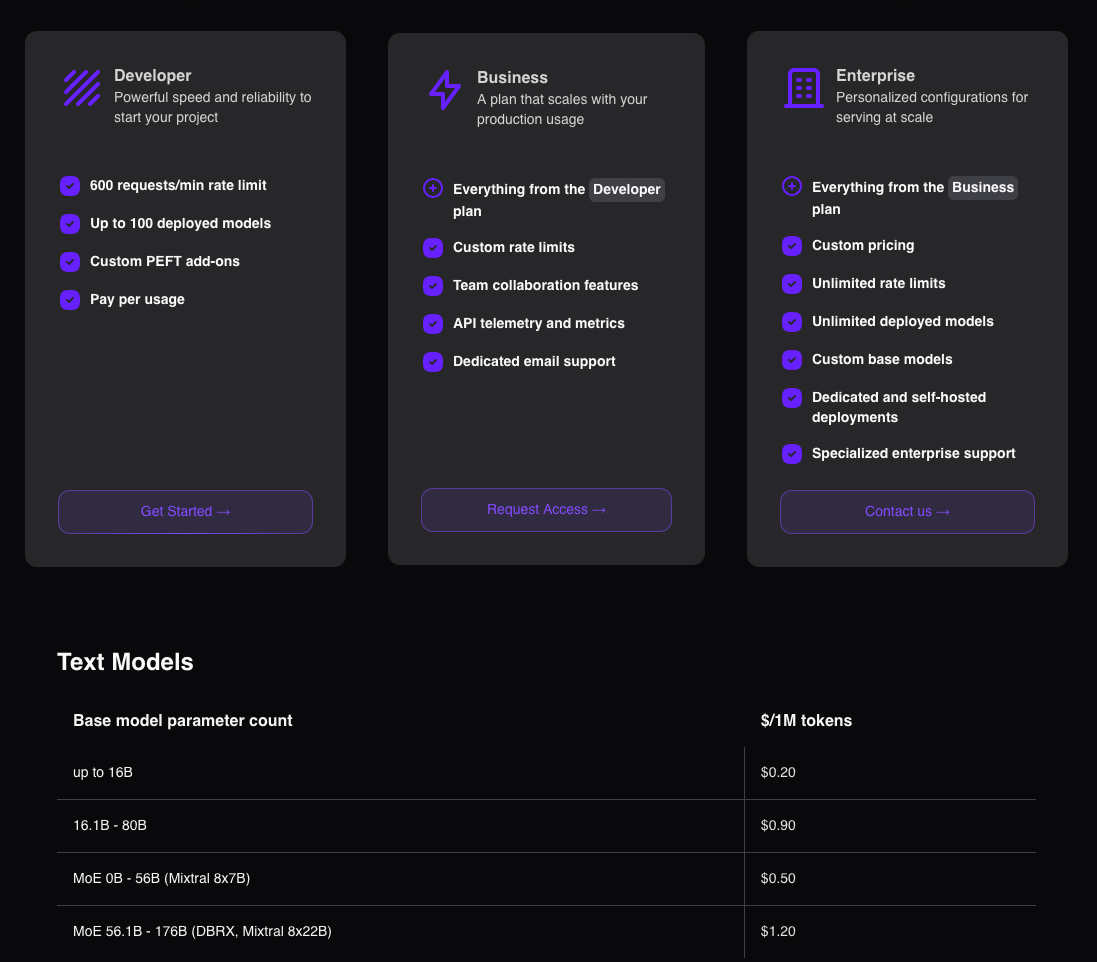 Developer
Powerful speed and reliability to
start your project
600 requests/min rate limit
Up to 100 deployed models
Custom PEFT add-ons
Pay per usage
Get Started →
Business
A plan that scales with your
production usage
Everything from the Developer
plan
Custom rate limits
Team collaboration features
API telemetry and metrics
Dedicated email support
Request Access →
Enterprise
Personalized configurations for
serving at scale
Everything from the Business
plan
Custom pricing
Unlimited rate limits
Unlimited deployed models
Custom base models
Dedicated and self-hosted
deployments
Specialized enterprise support
Contact us →
Text Models
Base model parameter count $/1M tokens
up to 16B $0.20
16.1B - 80B $0.90
MoE 0B - 56B (Mixtral 8x7B) $0.50
MoE 56.1B - 176B (DBRX, Mixtral 8x22B) $1.20